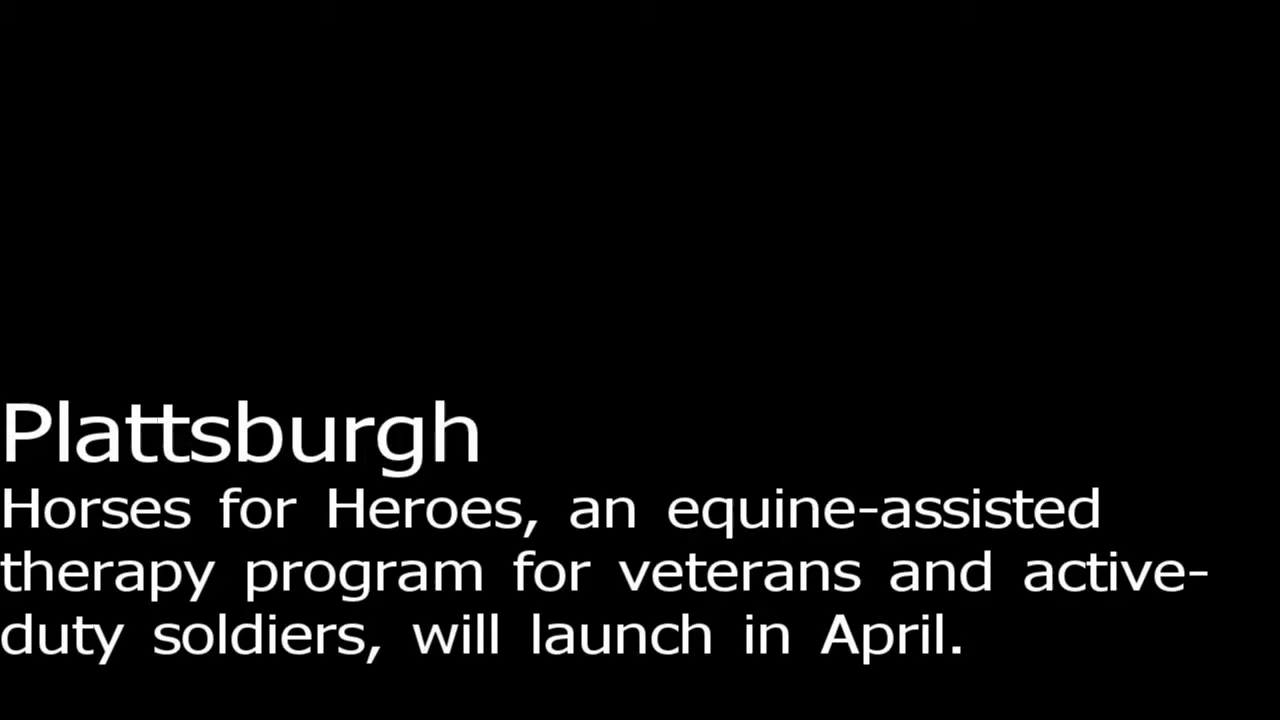 Plattsburgh
Horses for Heroes, an equine-assisted
therapy program for veterans and active-
duty soldiers, will launch in April.